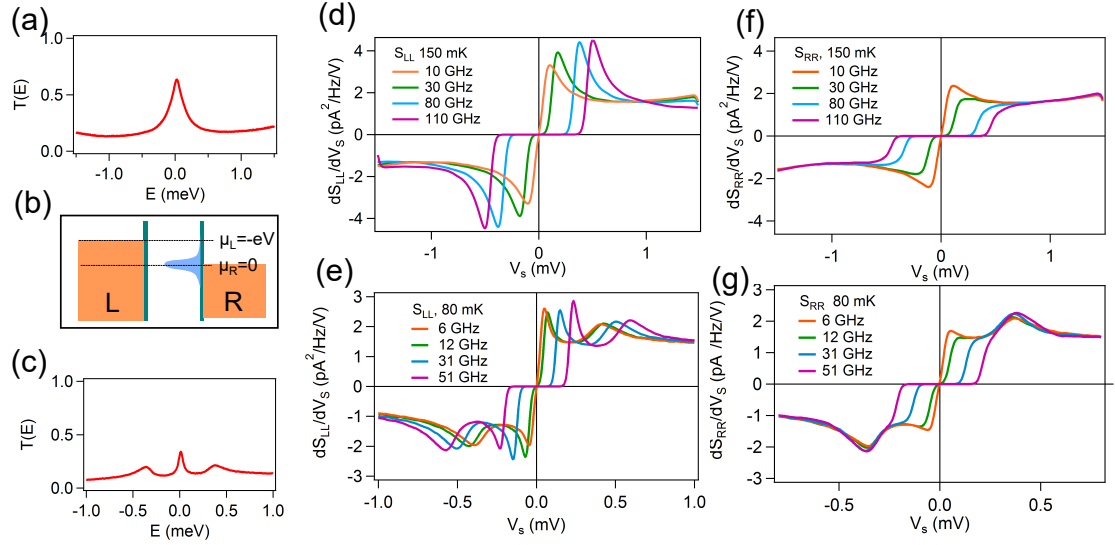 (a)
1.0
0.5
0.0
T(E)
-1.0 0.0 1.0
E (meV)
(b)
μL=-eV
μR=0
L R
(c)
1.0
0.5
0.0
T(E)
-1.0 -0.5 0.0 0.5 1.0
E (meV)
(d)
SLL 150 mK
10 GHz
30 GHz
80 GHz
110 GHz
4
2
0
-2
-4
dSLL/dVS (pA²/Hz/V)
-1 0 1
Vs (mV)
(e)
SLL, 80 mK
6 GHz
12 GHz
31 GHz
51 GHz
3
2
1
0
-1
-2
-3
dSLL/dVS (pA²/Hz/V)
-1.0 -0.5 0.0 0.5 1.0
Vs (mV)
(f)
SRR, 150 mK
10 GHz
30 GHz
80 GHz
110 GHz
4
2
0
-2
-4
dSRR/dVS (pA²/Hz/V)
-1 0 1
Vs (mV)
(g)
SRR 80 mK
6 GHz
12 GHz
31 GHz
51 GHz
3
2
1
0
-1
-2
-3
dSRR/dVS (pA² /Hz/V)
-0.5 0.0 0.5
Vs (mV)